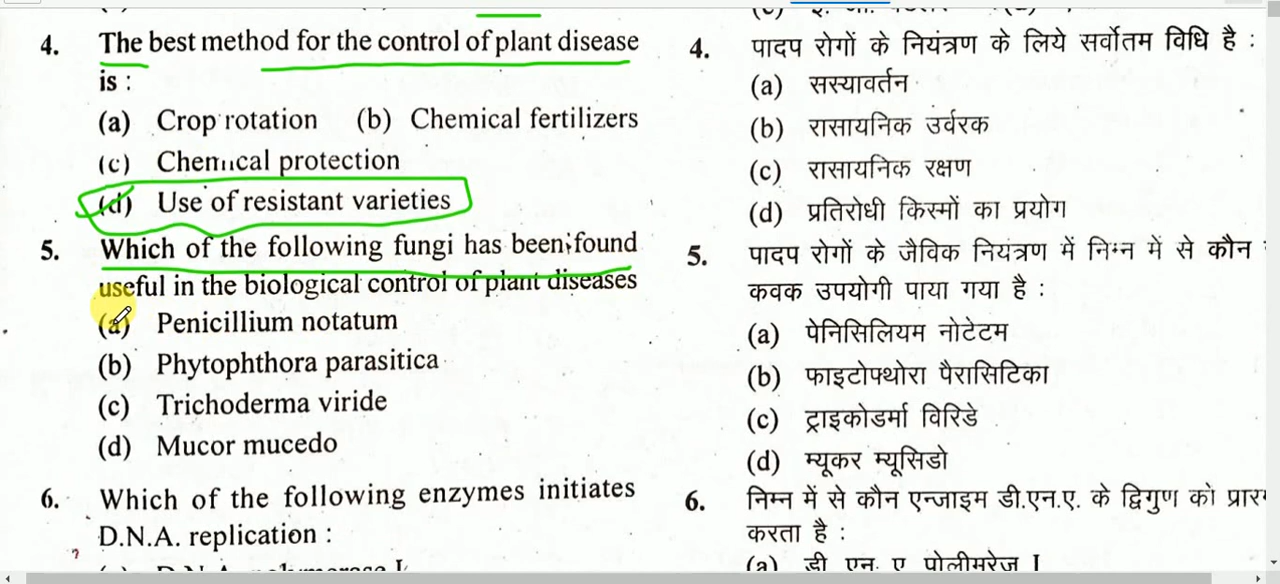 4. The best method for the control of plant disease
is :
(a) Crop rotation (b) Chemical fertilizers
(c) Chemical protection
(d) Use of resistant varieties
5. Which of the following fungi has been found
useful in the biological control of plant diseases
(a) Penicillium notatum
(b) Phytophthora parasitica
(c) Trichoderma viride
(d) Mucor mucedo
6. Which of the following enzymes initiates
D.N.A. replication :
4. पादप रोगों के नियंत्रण के लिये सर्वोतम विधि है :
(a) सस्यावर्तन
(b) रासायनिक उर्वरक
(c) रासायनिक रक्षण
(d) प्रतिरोधी किस्मों का प्रयोग
5. पादप रोगों के जैविक नियंत्रण में निम्न में से कौन
कवक उपयोगी पाया गया है :
(a) पेनिसिलियम नोटेटम
(b) फाइटोफ्थोरा पैरासिटिका
(c) ट्राइकोडर्मा विरिडे
(d) म्यूकर म्यूसिडो
6. निम्न में से कौन एन्जाइम डी.एन.ए. के द्विगुण को
करता है :
(a) डी एन ए पोलीमरेज I